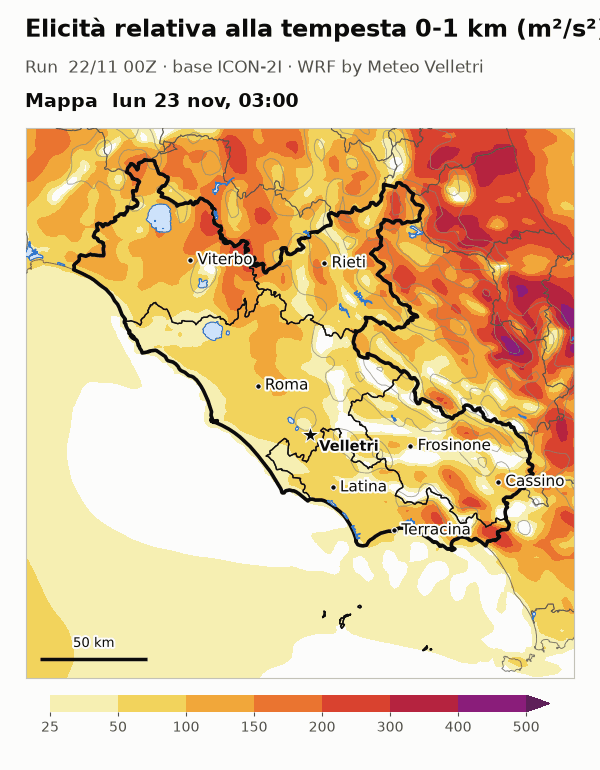 Elicità relativa alla tempesta 0-1 km (m²/s²)
Run 22/11 00Z · base ICON-2I · WRF by Meteo Velletri
Mappa lun 23 nov, 03:00
Viterbo
Rieti
Roma
Velletri
Frosinone
Cassino
Latina
Terracina
50 km
25 50 100 150 200 300 400 500